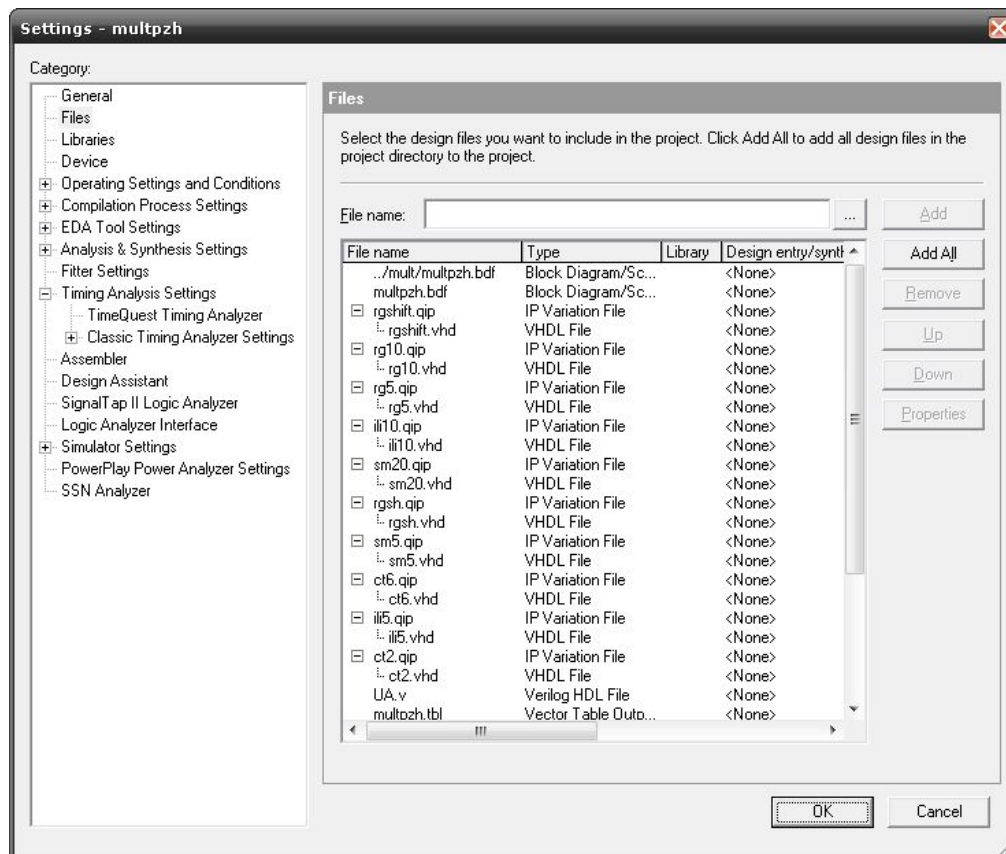 Settings - multpzh
Category:
General
Files
Libraries
Device
Operating Settings and Conditions
Compilation Process Settings
EDA Tool Settings
Analysis & Synthesis Settings
Fitter Settings
Timing Analysis Settings
TimeQuest Timing Analyzer
Classic Timing Analyzer Settings
Assembler
Design Assistant
SignalTap II Logic Analyzer
Logic Analyzer Interface
Simulator Settings
PowerPlay Power Analyzer Settings
SSN Analyzer
Files
Select the design files you want to include in the project. Click Add All to add all design files in the
project directory to the project.
File name: ... Add
File name Type Library Design entry/synth
Add All
Remove
Up
Down
Properties
../mult/multpzh.bdf Block Diagram/Sc... <None>
multpzh.bdf Block Diagram/Sc... <None>
rgshift.qip IP Variation File <None>
rgshift.vhd VHDL File <None>
rg10.qip IP Variation File <None>
rg10.vhd VHDL File <None>
rg5.qip IP Variation File <None>
rg5.vhd VHDL File <None>
ili10.qip IP Variation File <None>
ili10.vhd VHDL File <None>
sm20.qip IP Variation File <None>
sm20.vhd VHDL File <None>
rgsh.qip IP Variation File <None>
rgsh.vhd VHDL File <None>
sm5.qip IP Variation File <None>
sm5.vhd VHDL File <None>
ct6.qip IP Variation File <None>
ct6.vhd VHDL File <None>
ili5.qip IP Variation File <None>
ili5.vhd VHDL File <None>
ct2.qip IP Variation File <None>
ct2.vhd VHDL File <None>
UA.v Verilog HDL File <None>
multpzh.tbl Vector Table Outp... <None>
OK Cancel